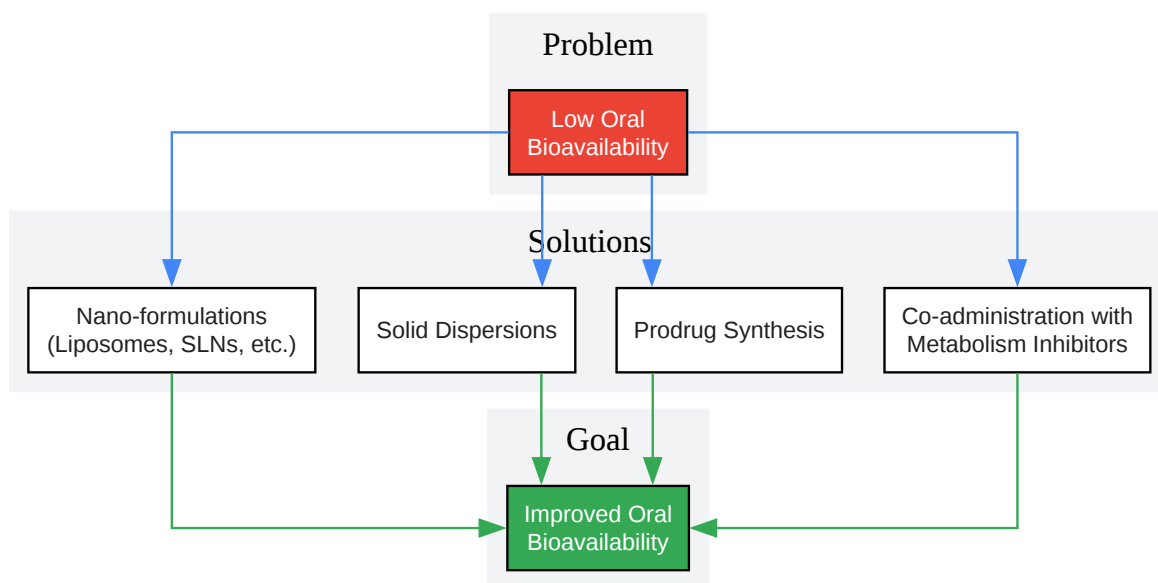 Problem
Low Oral
Bioavailability
Solutions
Nano-formulations
(Liposomes, SLNs, etc.)
Solid Dispersions
Prodrug Synthesis
Co-administration with
Metabolism Inhibitors
Goal
Improved Oral
Bioavailability